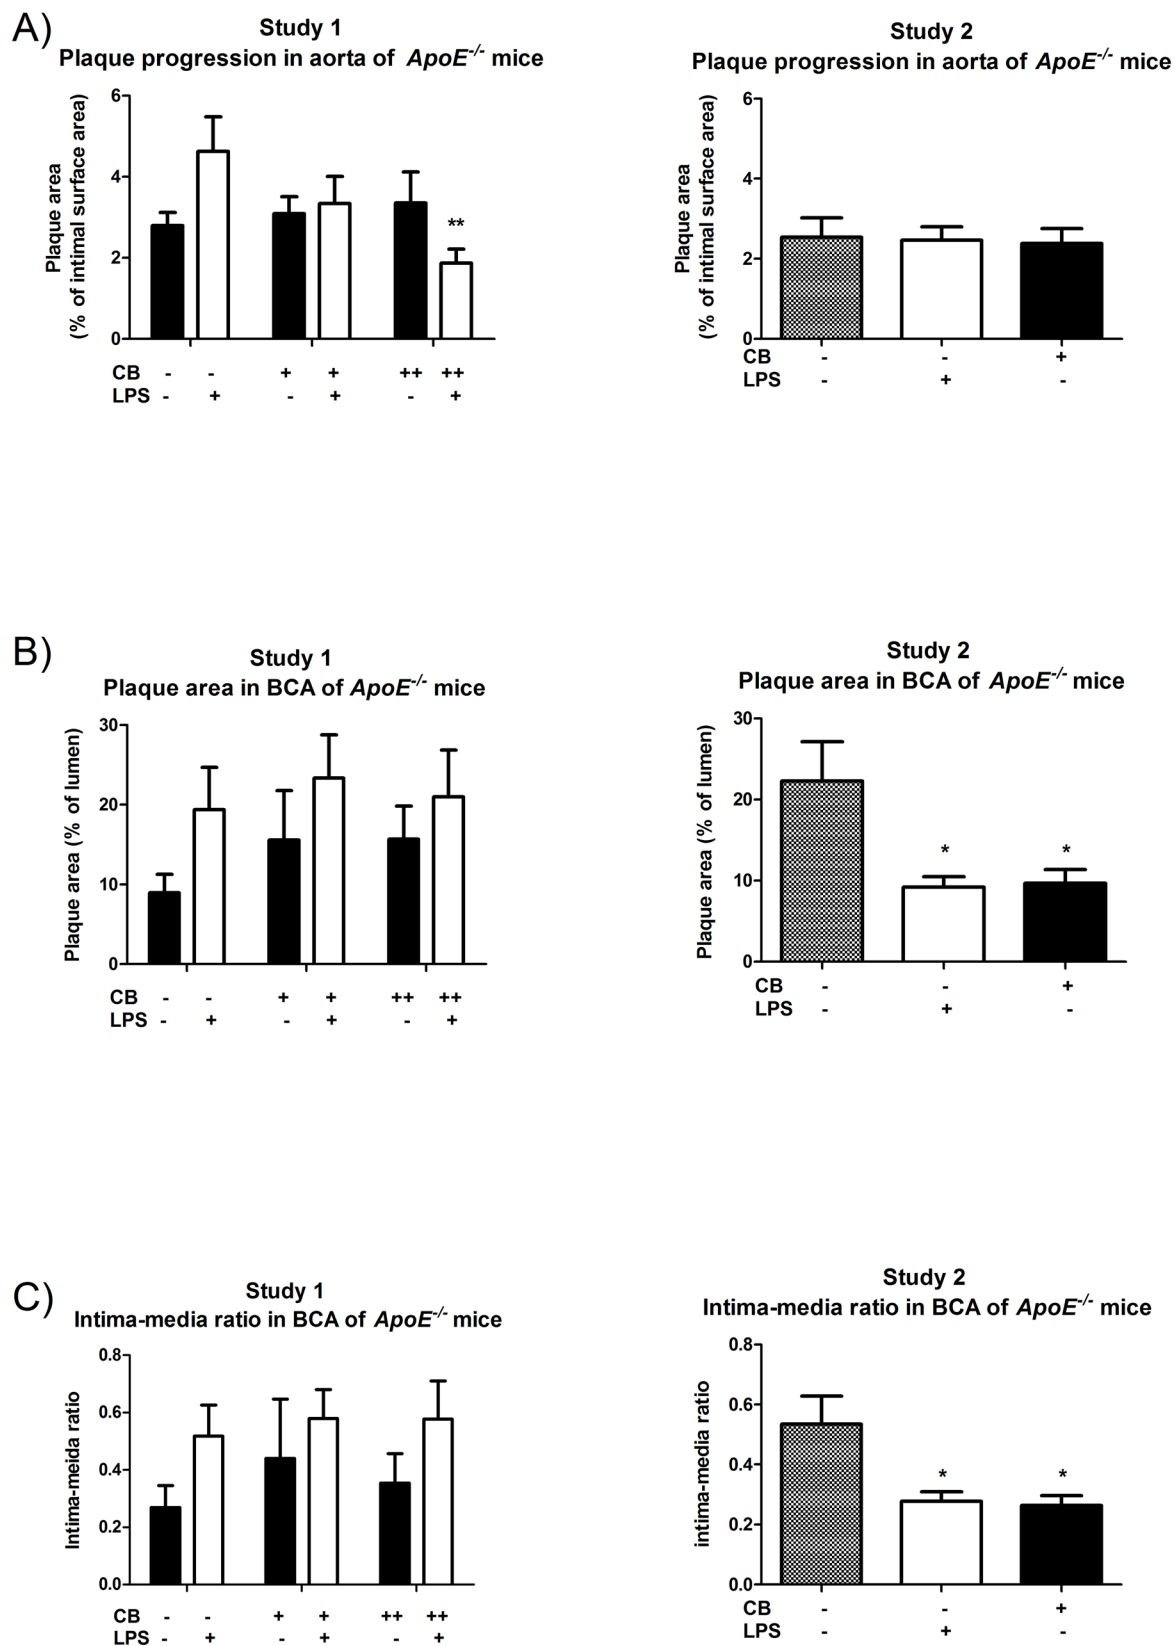 A)
Study 1
Plaque progression in aorta of ApoE-/- mice
Plaque area
(% of intimal surface area)
6
4
2
0
**
CB - - + + ++ ++
LPS - + - + - +
Study 2
Plaque progression in aorta of ApoE-/- mice
Plaque area
(% of intimal surface area)
6
4
2
0
CB - - +
LPS - + -
B)
Study 1
Plaque area in BCA of ApoE-/- mice
Plaque area (% of lumen)
30
20
10
0
CB - - + + ++ ++
LPS - + - + - +
Study 2
Plaque area in BCA of ApoE-/- mice
Plaque area (% of lumen)
30
20
10
0
* *
CB - - +
LPS - + -
C)
Study 1
Intima-media ratio in BCA of ApoE-/- mice
Intima-meida ratio
0.8
0.6
0.4
0.2
0.0
CB - - + + ++ ++
LPS - + - + - +
Study 2
Intima-media ratio in BCA of ApoE-/- mice
intima-media ratio
0.8
0.6
0.4
0.2
0.0
* *
CB - - +
LPS - + -